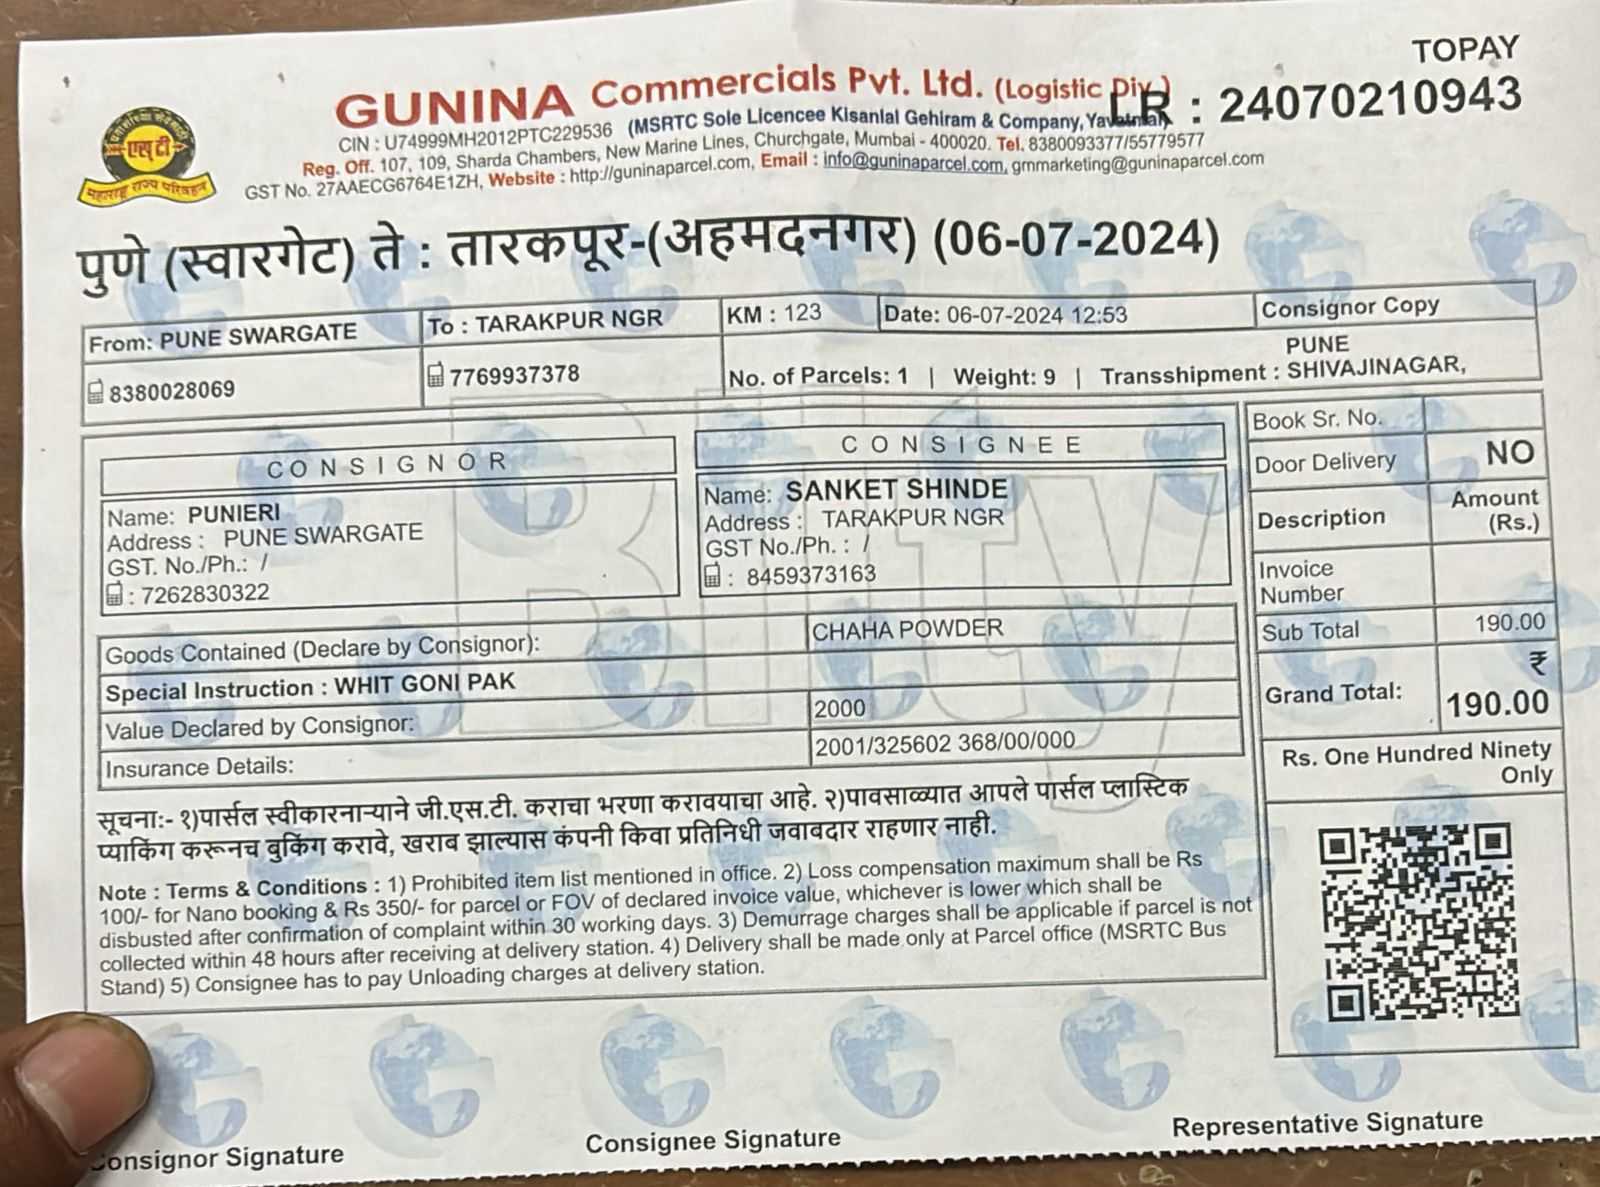 TOPAY
GUNINA Commercials Pvt. Ltd. (Logistic Div.)
LR : 24070210943
CIN : U74999MH2012PTC229536 (MSRTC Sole Licencee Kisanlal Gehiram & Company, Yavatmal)
Reg. Off. 107, 109, Sharda Chambers, New Marine Lines, Churchgate, Mumbai - 400020. Tel. 8380093377/55779577
GST No. 27AAECG6764E1ZH, Website : http://guninaparcel.com, Email : info@guninaparcel.com, gmmarketing@guninaparcel.com
एस टी
महाराष्ट्र राज्य परिवहन
पुणे (स्वारगेट) ते : तारकपूर-(अहमदनगर) (06-07-2024)
From: PUNE SWARGATE
To : TARAKPUR NGR
KM : 123
Date: 06-07-2024 12:53
Consignor Copy
8380028069
7769937378
No. of Parcels: 1 | Weight: 9 | Transshipment : PUNE SHIVAJINAGAR,
CONSIGNOR
Name: PUNIERI
Address : PUNE SWARGATE
GST. No./Ph.: /
: 7262830322
CONSIGNEE
Name: SANKET SHINDE
Address : TARAKPUR NGR
GST No./Ph. : /
: 8459373163
Book Sr. No.
Door Delivery NO
Description Amount (Rs.)
Invoice Number
Sub Total 190.00
Grand Total: ₹ 190.00
Rs. One Hundred Ninety Only
Goods Contained (Declare by Consignor): CHAHA POWDER
Special Instruction : WHIT GONI PAK
Value Declared by Consignor: 2000
Insurance Details: 2001/325602 368/00/000
Bilty
सूचना:- १)पार्सल स्वीकारनाऱ्याने जी.एस.टी. कराचा भरणा करावयाचा आहे. २)पावसाळ्यात आपले पार्सल प्लास्टिक
प्याकिंग करूनच बुकिंग करावे, खराब झाल्यास कंपनी किवा प्रतिनिधी जवाबदार राहणार नाही.
Note : Terms & Conditions : 1) Prohibited item list mentioned in office. 2) Loss compensation maximum shall be Rs
100/- for Nano booking & Rs 350/- for parcel or FOV of declared invoice value, whichever is lower which shall be
disbusted after confirmation of complaint within 30 working days. 3) Demurrage charges shall be applicable if parcel is not
collected within 48 hours after receiving at delivery station. 4) Delivery shall be made only at Parcel office (MSRTC Bus
Stand) 5) Consignee has to pay Unloading charges at delivery station.
Consignor Signature
Consignee Signature
Representative Signature